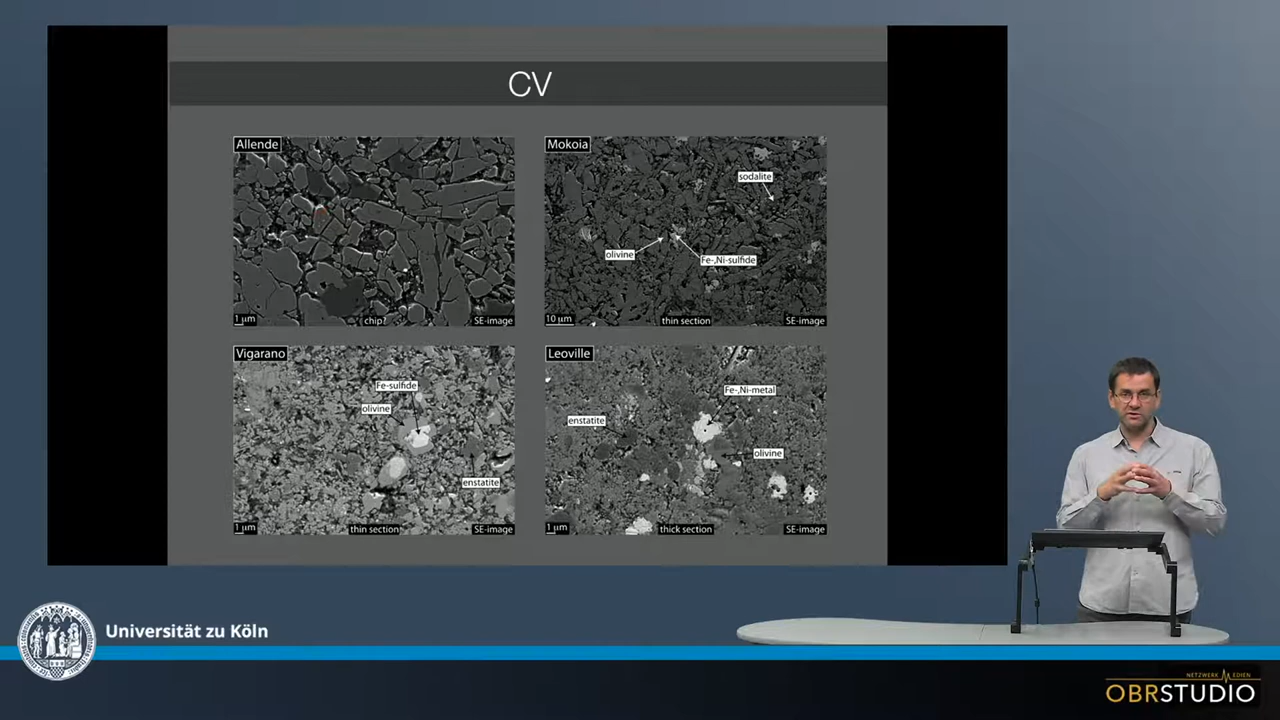 CV
Allende
1 μm
chip?
SE-image
Mokoia
sodalite
olivine
Fe-,Ni-sulfide
10 μm
thin section
SE-image
Vigarano
Fe-sulfide
olivine
enstatite
1 μm
thin section
SE-image
Leoville
Fe-,Ni-metal
enstatite
olivine
1 μm
thick section
SE-image
Universität zu Köln
NETZWERK MEDIEN
OBRSTUDIO